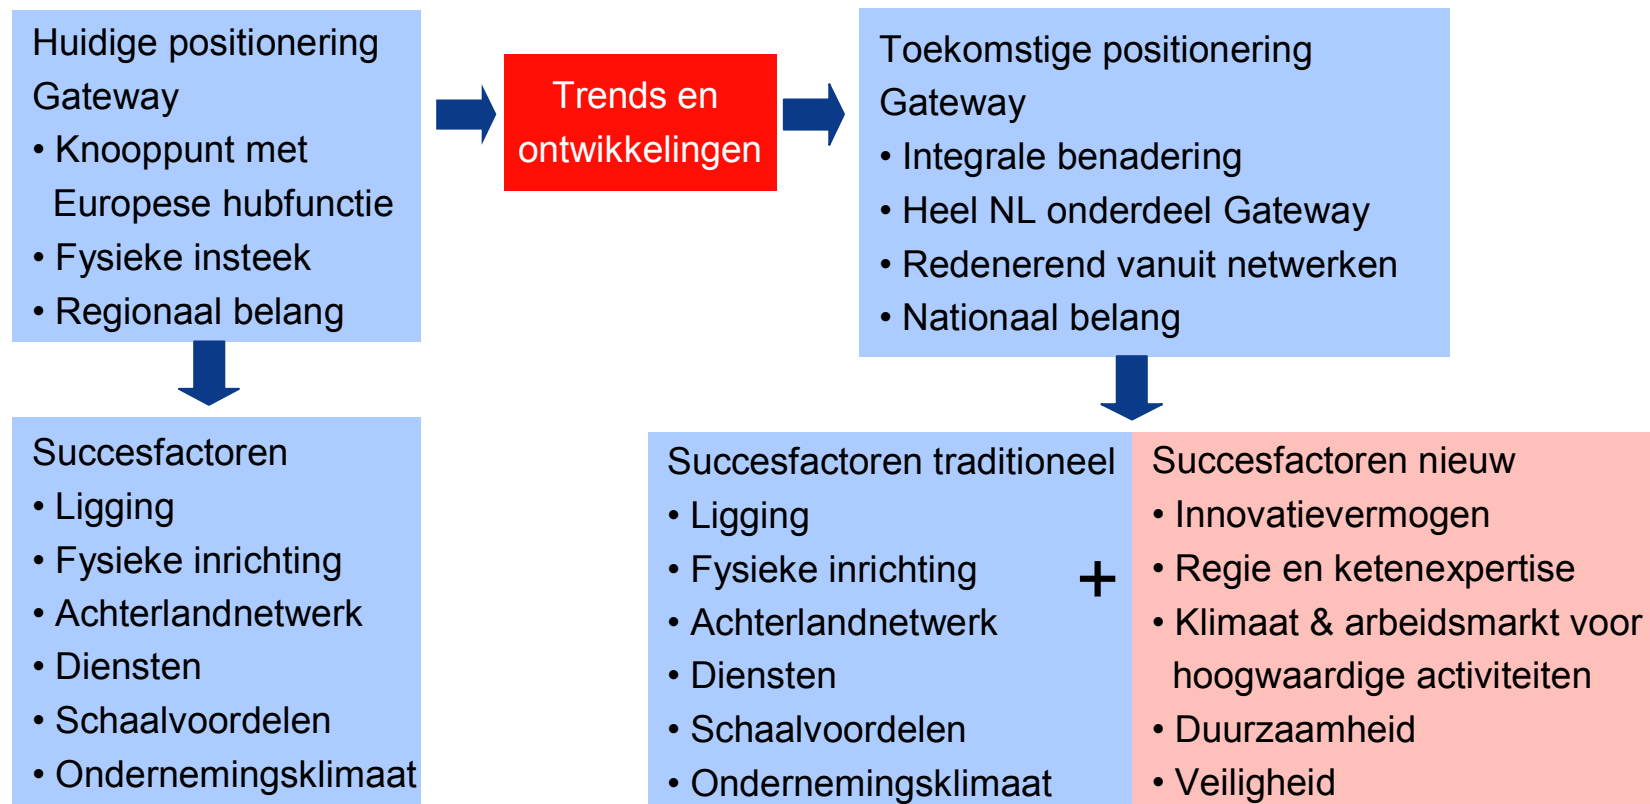 Huidige positionering
Gateway
• Knooppunt met
Europese hubfunctie
• Fysieke insteek
• Regionaal belang
Trends en
ontwikkelingen
Toekomstige positionering
Gateway
• Integrale benadering
• Heel NL onderdeel Gateway
• Redenerend vanuit netwerken
• Nationaal belang
Succesfactoren
• Ligging
• Fysieke inrichting
• Achterlandnetwerk
• Diensten
• Schaalvoordelen
• Ondernemingsklimaat
Succesfactoren traditioneel
• Ligging
• Fysieke inrichting
• Achterlandnetwerk
• Diensten
• Schaalvoordelen
• Ondernemingsklimaat
+
Succesfactoren nieuw
• Innovatievermogen
• Regie en ketenexpertise
• Klimaat & arbeidsmarkt voor
hoogwaardige activiteiten
• Duurzaamheid
• Veiligheid